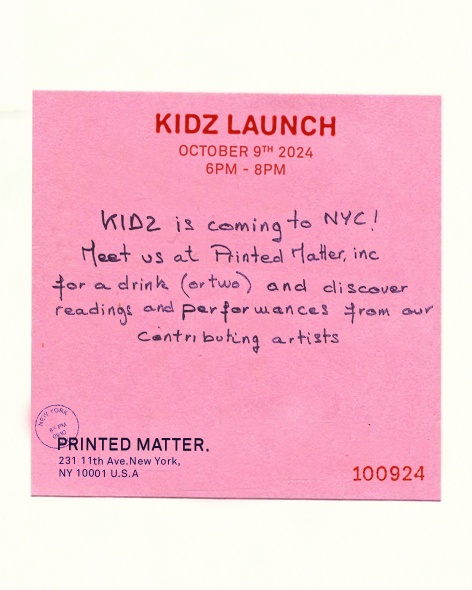 KIDZ LAUNCH
OCTOBER 9TH 2024
6PM - 8PM
KIDZ is coming to NYC!
Meet us at Printed Matter, inc
for a drink (or two) and discover
readings and performances from our
contributing artists
NEW YORK
PRINTED MATTER.
231 11th Ave.New York,
NY 10001 U.S.A
100924